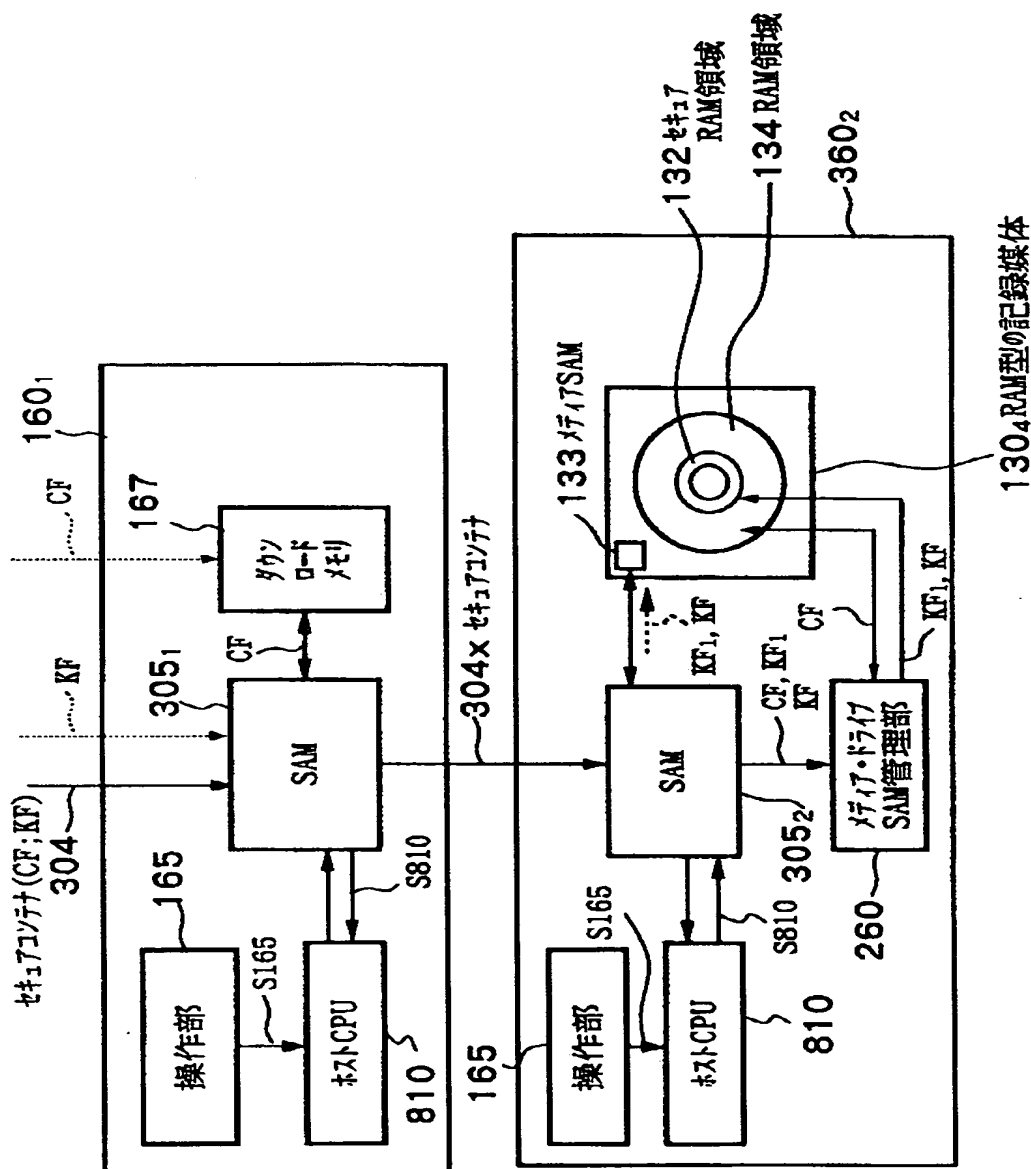 セキュアコンテナ(CF;KF)
304
KF
CF
160₁
165
操作部
S165
ホストCPU
810
S810
305₁
SAM
CF
167
ダウン
ロード
メモリ
304x セキュアコンテナ
165
操作部
S165
ホストCPU
810
S810
SAM
305₂
CF, KF₁
KF
260
メディア・ドライブ
SAM管理部
KF₁, KF
CF
KF₁, KF
133 メディアSAM
132 セキュア
RAM領域
134 RAM領域
360₂
130₄ RAM型の記録媒体